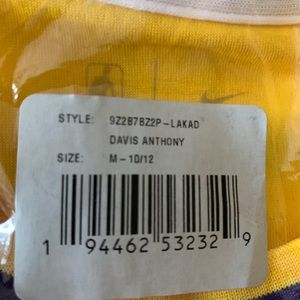 STYLE: 9Z2B7BZ2P-LAKAD
DAVIS ANTHONY
SIZE: M-10/12
1 94462 53232 9